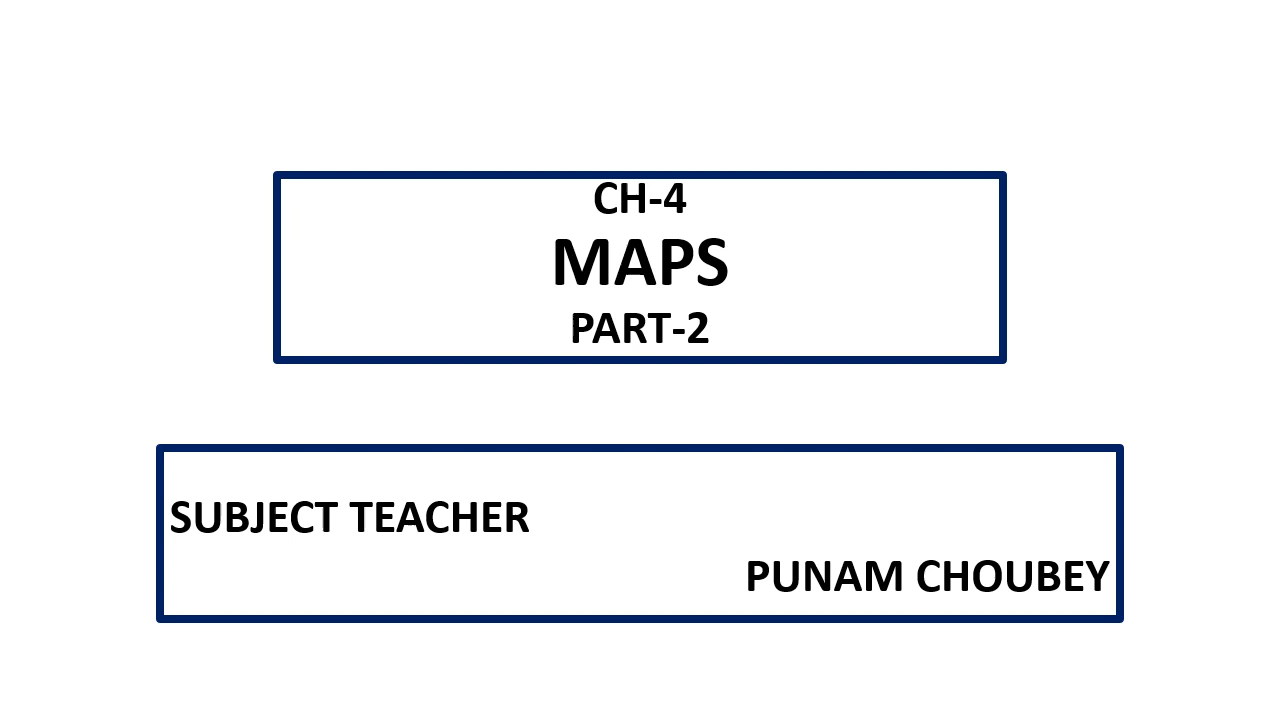 CH-4
MAPS
PART-2
SUBJECT TEACHER
PUNAM CHOUBEY